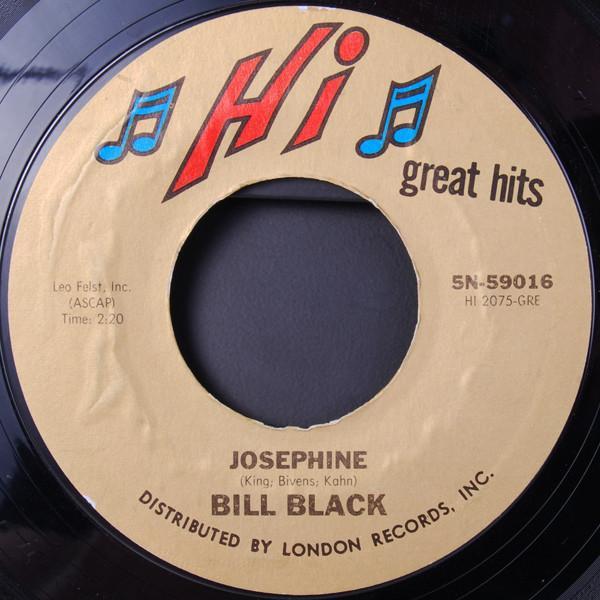 Hi
great hits
Leo Felst, Inc.
(ASCAP)
Time: 2:20
5N-59016
HI 2075-GRE
JOSEPHINE
(King; Bivens; Kahn)
BILL BLACK
DISTRIBUTED BY LONDON RECORDS, INC.